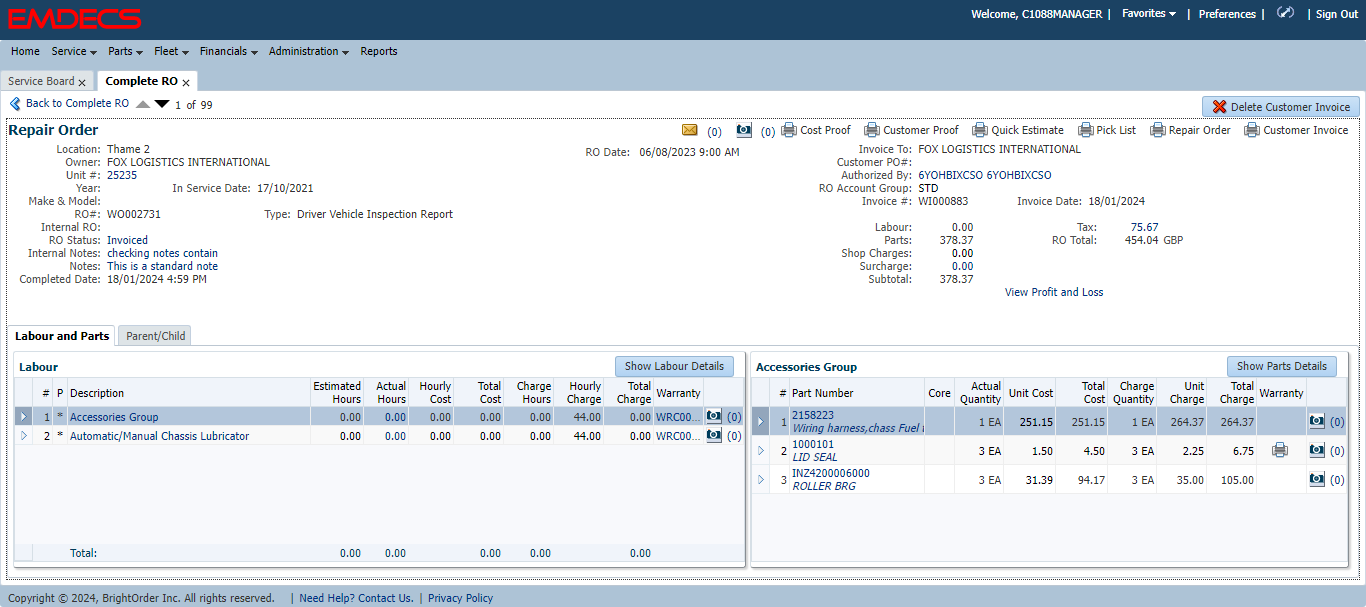 EMDECS
Welcome, C1088MANAGER | Favorites | Preferences | | Sign Out
Home Service Parts Fleet Financials Administration Reports
Service Board x Complete RO x
Back to Complete RO 1 of 99
Delete Customer Invoice
Repair Order
(0) (0) Cost Proof Customer Proof Quick Estimate Pick List Repair Order Customer Invoice
Location: Thame 2
Owner: FOX LOGISTICS INTERNATIONAL
Unit #: 25235
Year: In Service Date: 17/10/2021
Make & Model:
RO#: WO002731 Type: Driver Vehicle Inspection Report
Internal RO:
RO Status: Invoiced
Internal Notes: checking notes contain
Notes: This is a standard note
Completed Date: 18/01/2024 4:59 PM
RO Date: 06/08/2023 9:00 AM
Invoice To: FOX LOGISTICS INTERNATIONAL
Customer PO#:
Authorized By: 6YOHBIXCSO 6YOHBIXCSO
RO Account Group: STD
Invoice #: WI000883 Invoice Date: 18/01/2024
Labour: 0.00 Tax: 75.67
Parts: 378.37 RO Total: 454.04 GBP
Shop Charges: 0.00
Surcharge: 0.00
Subtotal: 378.37
View Profit and Loss
Labour and Parts Parent/Child
Labour Show Labour Details
# P Description Estimated Hours Actual Hours Hourly Cost Total Cost Charge Hours Hourly Charge Total Charge Warranty
1 * Accessories Group 0.00 0.00 0.00 0.00 0.00 44.00 0.00 WRC00... (0)
2 * Automatic/Manual Chassis Lubricator 0.00 0.00 0.00 0.00 0.00 44.00 0.00 WRC00... (0)
Total: 0.00 0.00 0.00 0.00 0.00
Accessories Group Show Parts Details
# Part Number Core Actual Quantity Unit Cost Total Cost Charge Quantity Unit Charge Total Charge Warranty
1 2158223 1 EA 251.15 251.15 1 EA 264.37 264.37 (0)
Wiring harness,chass Fuel
2 1000101 3 EA 1.50 4.50 3 EA 2.25 6.75 (0)
LID SEAL
3 INZ4200006000 3 EA 31.39 94.17 3 EA 35.00 105.00 (0)
ROLLER BRG
Copyright © 2024, BrightOrder Inc. All rights reserved. | Need Help? Contact Us. | Privacy Policy